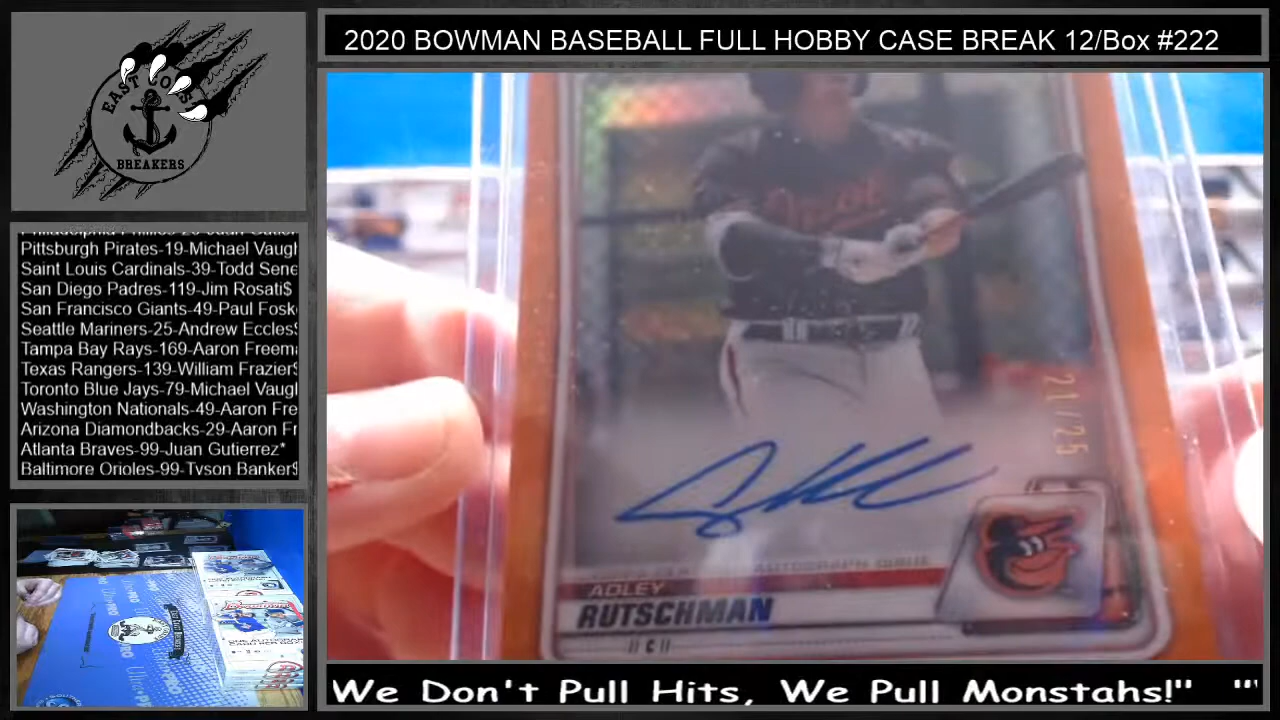 2020 BOWMAN BASEBALL FULL HOBBY CASE BREAK 12/Box #222
EAST COAST
BREAKERS
Pittsburgh Pirates-19-Michael Vaugh
Saint Louis Cardinals-39-Todd Sene
San Diego Padres-119-Jim Rosati$
San Francisco Giants-49-Paul Fosk
Seattle Mariners-25-Andrew Eccles$
Tampa Bay Rays-169-Aaron Freem
Texas Rangers-139-William Frazier$
Toronto Blue Jays-79-Michael Vaugl
Washington Nationals-49-Aaron Fre
Arizona Diamondbacks-29-Aaron Fr
Atlanta Braves-99-Juan Gutierrez*
Baltimore Orioles-99-Tyson Banker$
21/25
ADLEY
RUTSCHMAN
C
We Don't Pull Hits, We Pull Monstahs!" "